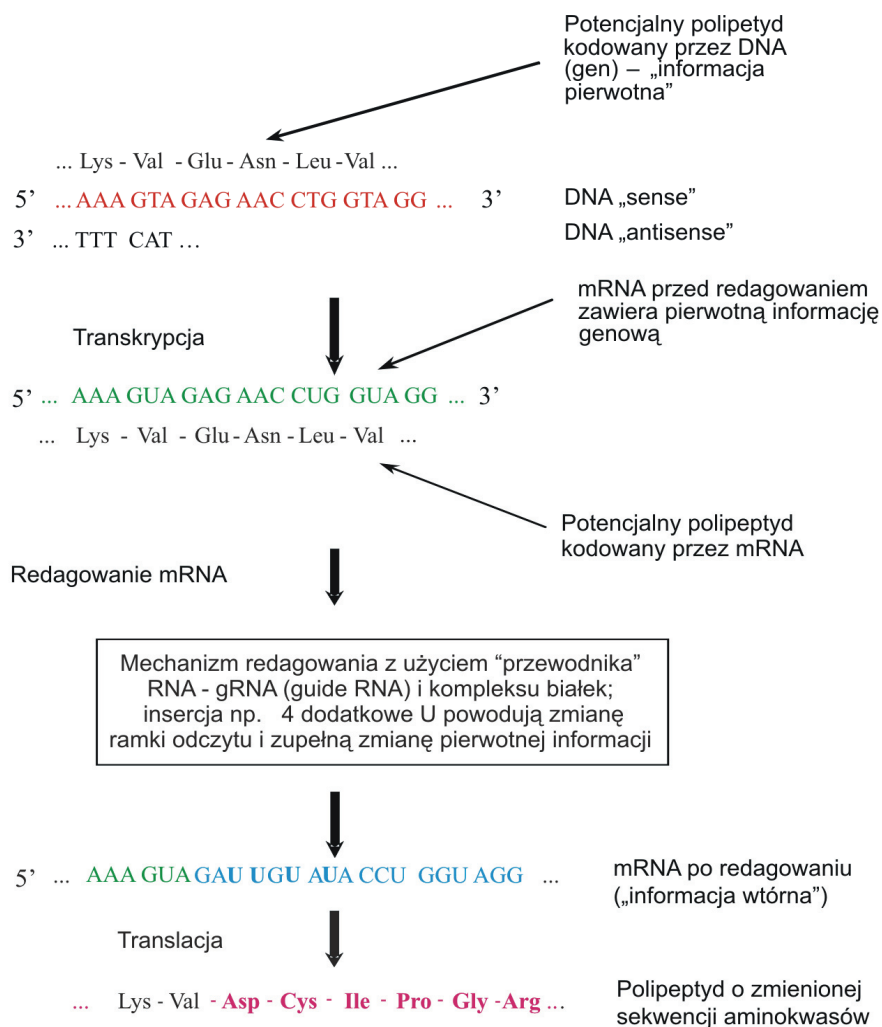 Potencjalny polipetyd
kodowany przez DNA
(gen) – „informacja
pierwotna”
... Lys - Val - Glu - Asn - Leu -Val ...
5’ ... AAA GTA GAG AAC CTG GTA GG ... 3’ DNA „sense”
3’ ... TTT CAT ... DNA „antisense”
mRNA przed redagowaniem
zawiera pierwotną informację
genową
Transkrypcja
5’ ... AAA GUA GAG AAC CUG GUA GG ... 3’
... Lys - Val - Glu - Asn - Leu - Val ...
Potencjalny polipeptyd
kodowany przez mRNA
Redagowanie mRNA
Mechanizm redagowania z użyciem “przewodnika”
RNA - gRNA (guide RNA) i kompleksu białek;
insercja np. 4 dodatkowe U powodują zmianę
ramki odczytu i zupełną zmianę pierwotnej informacji
5’ ... AAA GUA GAU UGU AUA CCU GGU AGG ... mRNA po redagowaniu
(„informacja wtórna”)
Translacja
... Lys - Val - Asp - Cys - Ile - Pro - Gly - Arg ... Polipeptyd o zmienionej
sekwencji aminokwasów